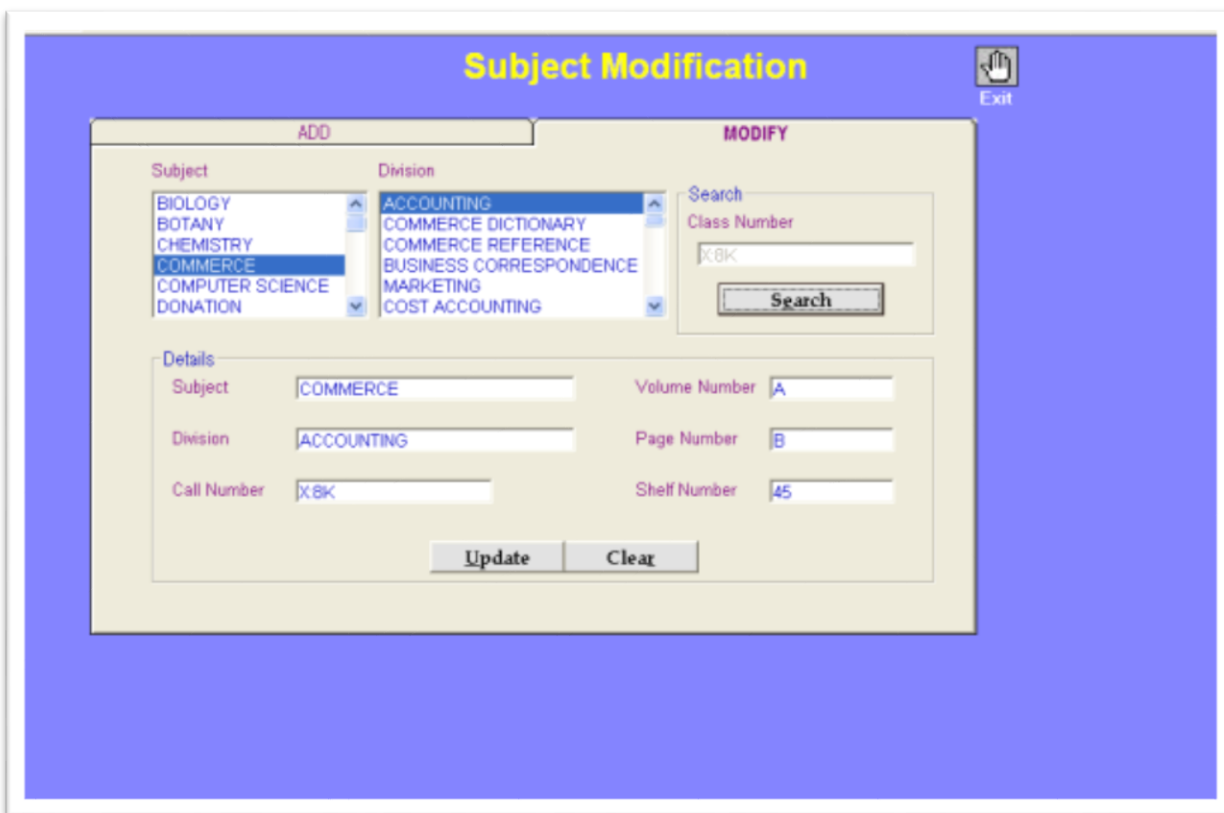 Subject Modification
Exit
ADD
MODIFY
Subject
BIOLOGY
BOTANY
CHEMISTRY
COMMERCE
COMPUTER SCIENCE
DONATION
Division
ACCOUNTING
COMMERCE DICTIONARY
COMMERCE REFERENCE
BUSINESS CORRESPONDENCE
MARKETING
COST ACCOUNTING
Search
Class Number
X:8K
Search
Details
Subject COMMERCE
Volume Number A
Division ACCOUNTING
Page Number B
Call Number X:8K
Shelf Number 45
Update
Clear